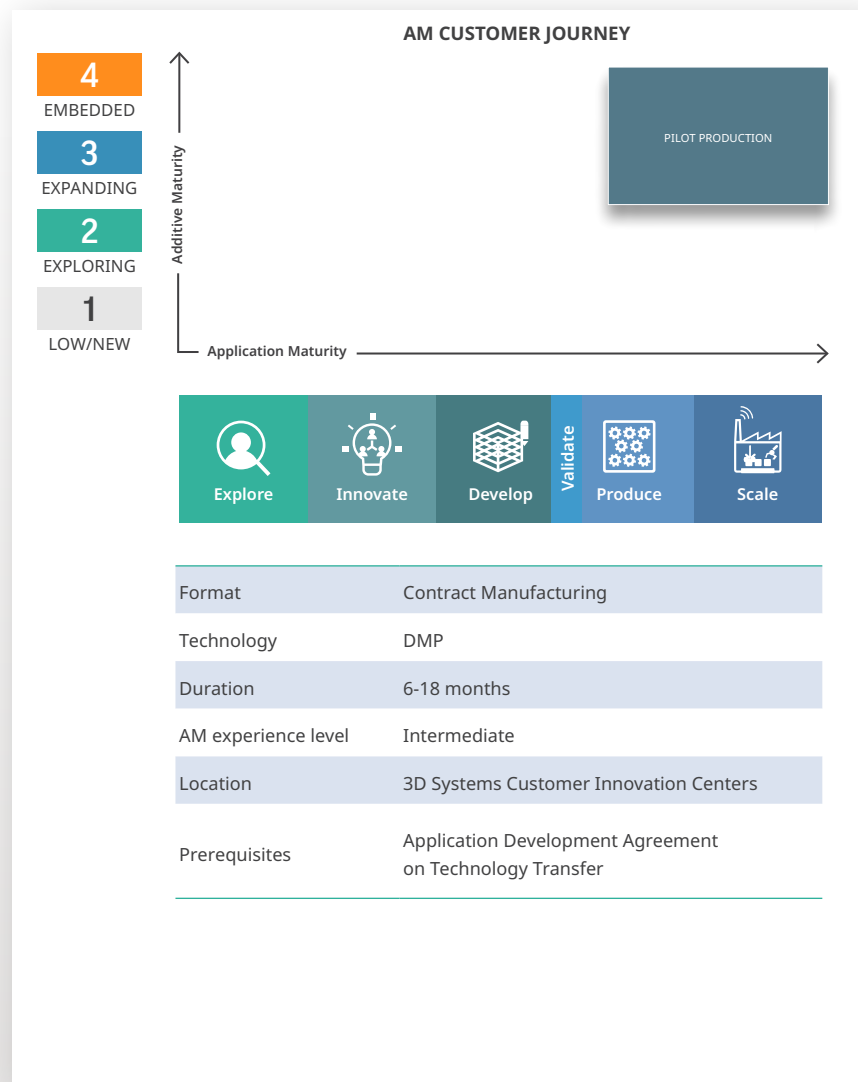 AM CUSTOMER JOURNEY
4
EMBEDDED
3
EXPANDING
2
EXPLORING
1
LOW/NEW
Additive Maturity
PILOT PRODUCTION
Application Maturity
Explore
Innovate
Develop
Validate
Produce
Scale
Format Contract Manufacturing
Technology DMP
Duration 6-18 months
AM experience level Intermediate
Location 3D Systems Customer Innovation Centers
Prerequisites Application Development Agreement
on Technology Transfer